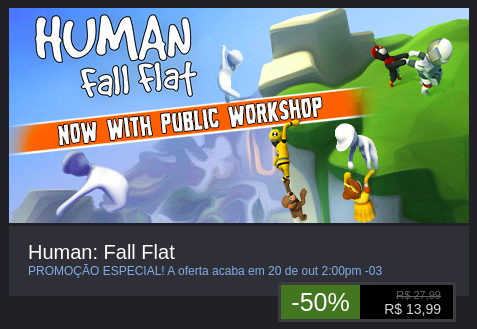 HUMAN
fall flat
NOW WITH PUBLIC WORKSHOP
Human: Fall Flat
PROMOÇÃO ESPECIAL! A oferta acaba em 20 de out 2:00pm -03
-50%
R$ 27,99
R$ 13,99